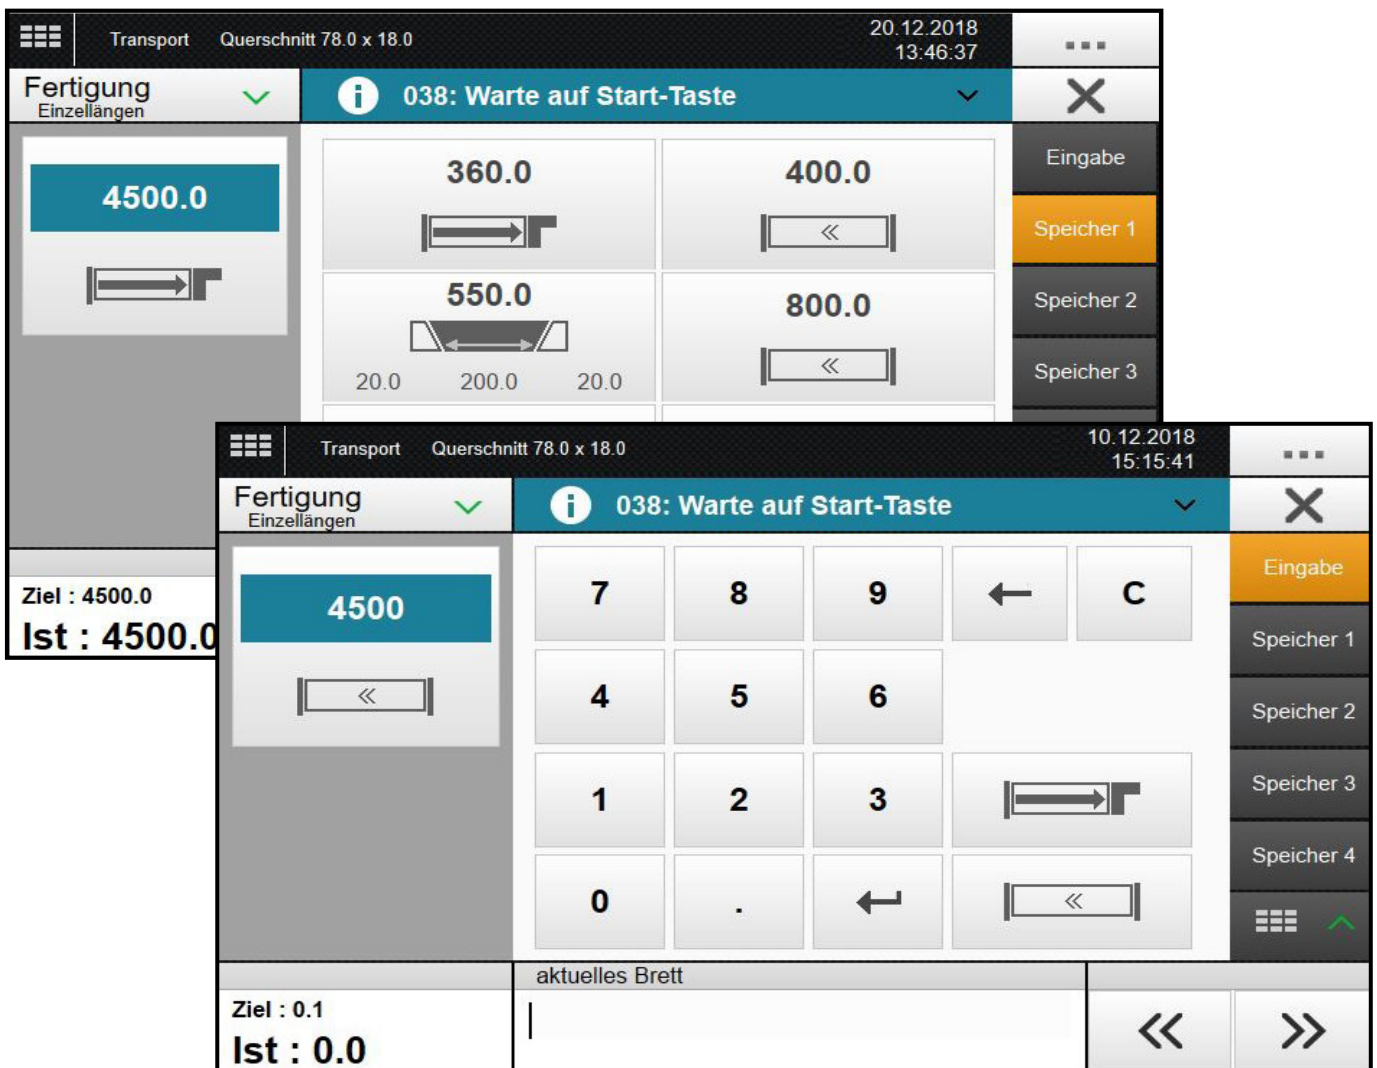 Transport Querschnitt 78.0 x 18.0
20.12.2018
13:46:37
Fertigung
Einzellängen
038: Warte auf Start-Taste
Eingabe
Speicher 1
Speicher 2
Speicher 3
4500.0
360.0
400.0
550.0
20.0 200.0 20.0
800.0
Ziel : 4500.0
Ist : 4500.0
Transport Querschnitt 78.0 x 18.0
10.12.2018
15:15:41
Fertigung
Einzellängen
038: Warte auf Start-Taste
4500
7 8 9 C
4 5 6
1 2 3
0 .
Eingabe
Speicher 1
Speicher 2
Speicher 3
Speicher 4
aktuelles Brett
Ziel : 0.1
Ist : 0.0